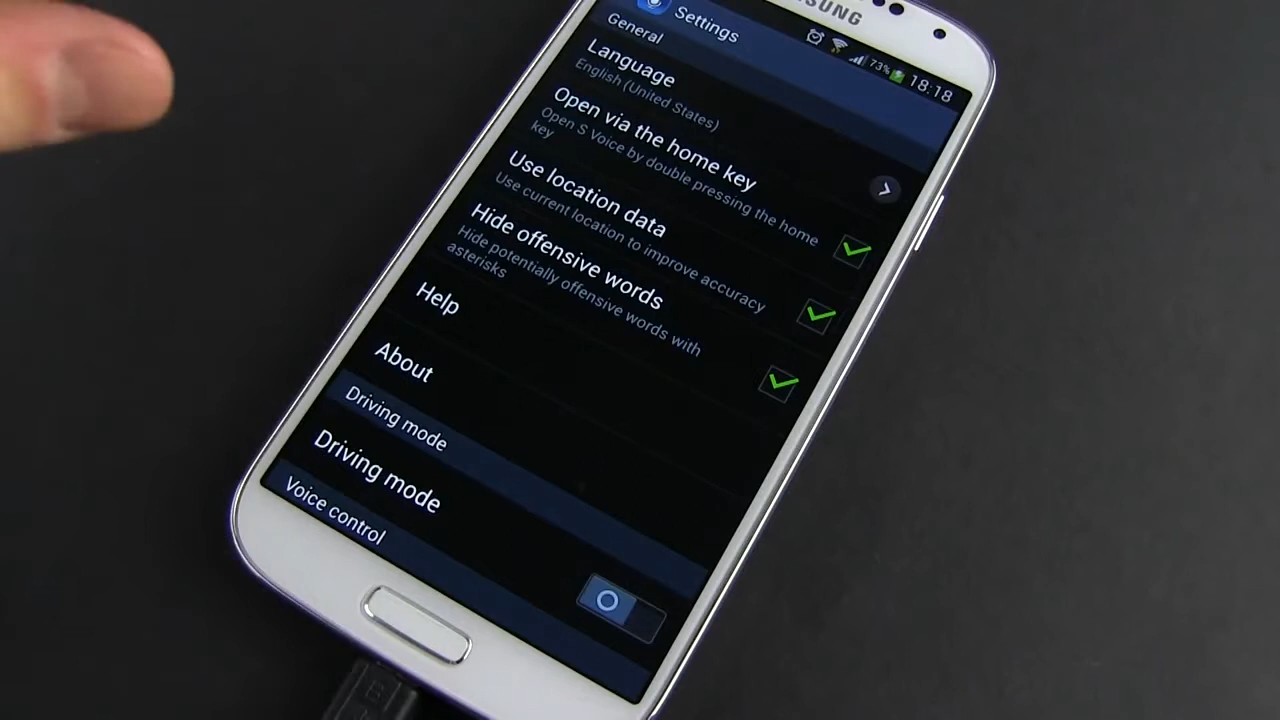 SUNG
73% 18:18
Settings
General
Language
English (United States)
Open via the home key
Open S Voice by double pressing the home
key
Use location data
Use current location to improve accuracy
Hide offensive words
Hide potentially offensive words with
asterisks
Help
About
Driving mode
Driving mode
Voice control